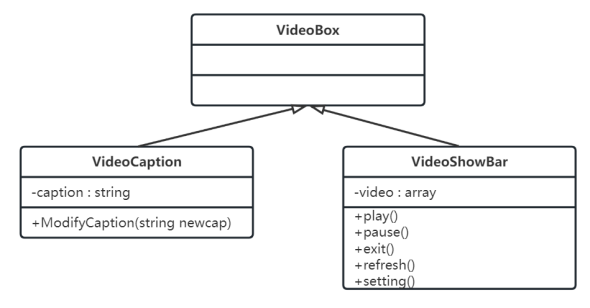 VideoBox
VideoCaption
-caption : string
+ModifyCaption(string newcap)
VideoShowBar
-video : array
+play()
+pause()
+exit()
+refresh()
+setting()